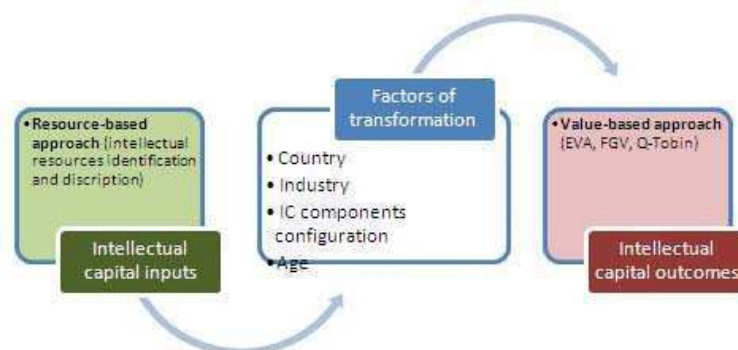 • Resource-based
approach (intellectual
resources identification
and discription)
Intellectual
capital inputs
Factors of
transformation
• Country
• Industry
• IC components
configuration
• Age
• Value-based approach
(EVA, FGV, Q-Tobin)
Intellectual
capital outcomes